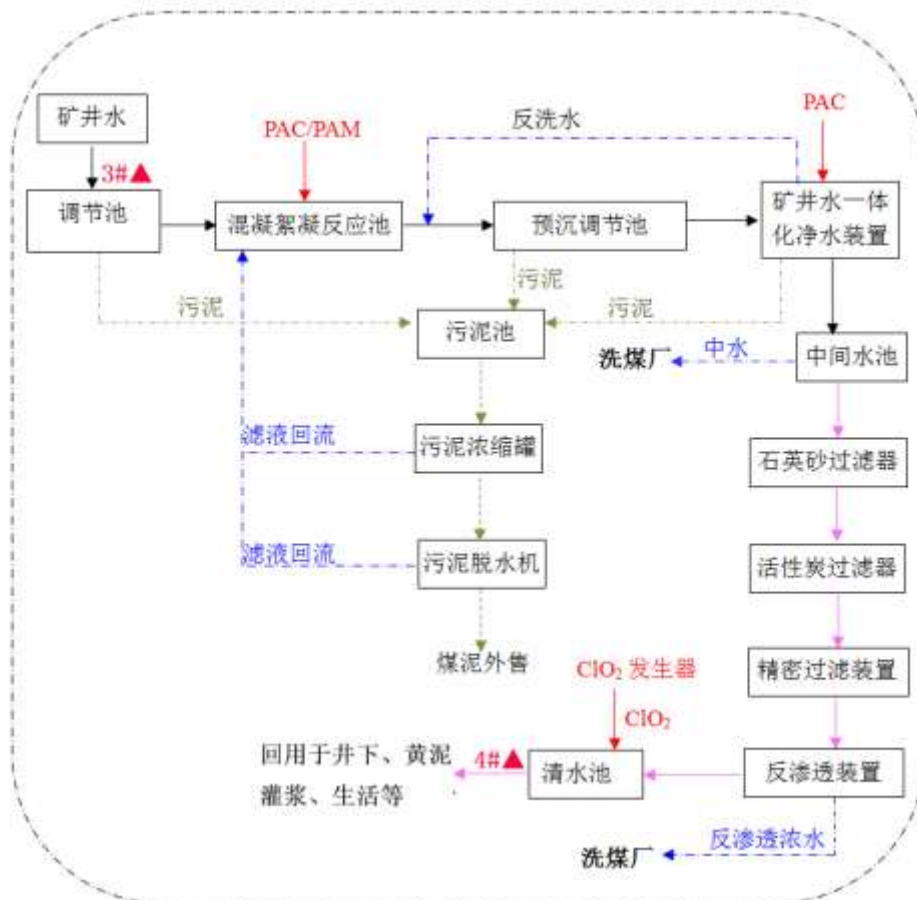 矿井水
PAC/PAM
反洗水
PAC
3#▲
调节池
混凝絮凝反应池
预沉调节池
矿井水一体
化净水装置
污泥
污泥
污泥
污泥池
洗煤厂
中水
中间水池
滤液回流
污泥浓缩罐
石英砂过滤器
滤液回流
污泥脱水机
活性炭过滤器
煤泥外售
精密过滤装置
ClO₂ 发生器
ClO₂
回用于井下、黄泥
灌浆、生活等
4#▲
清水池
反渗透装置
反渗透浓水
洗煤厂